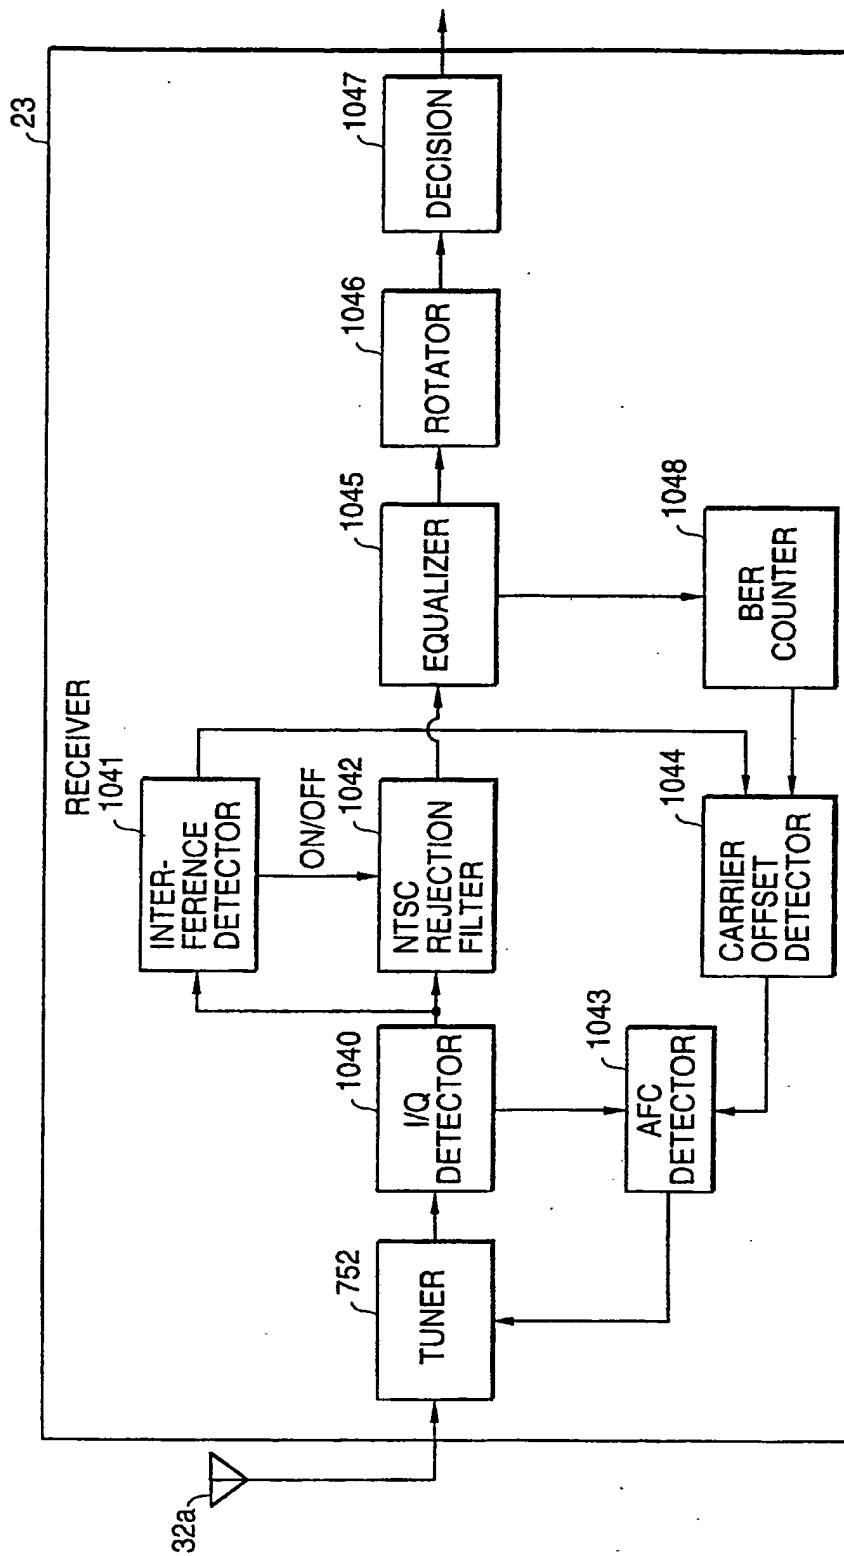 23
RECEIVER
1041
INTER-
FERENCE
DETECTOR
ON/OFF
32a
752
TUNER
1040
I/Q
DETECTOR
1042
NTSC
REJECTION
FILTER
1045
EQUALIZER
1046
ROTATOR
1047
DECISION
1043
AFC
DETECTOR
1044
CARRIER
OFFSET
DETECTOR
1048
BER
COUNTER